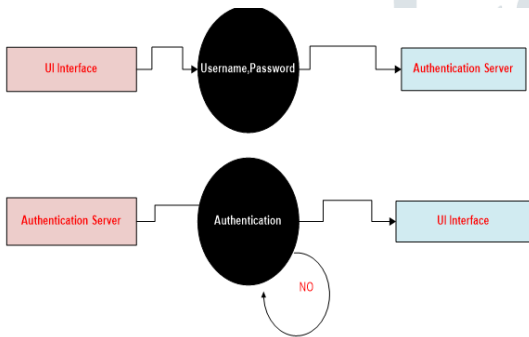 UI Interface
Username,Password
Authentication Server
Authentication Server
Authentication
UI Interface
NO